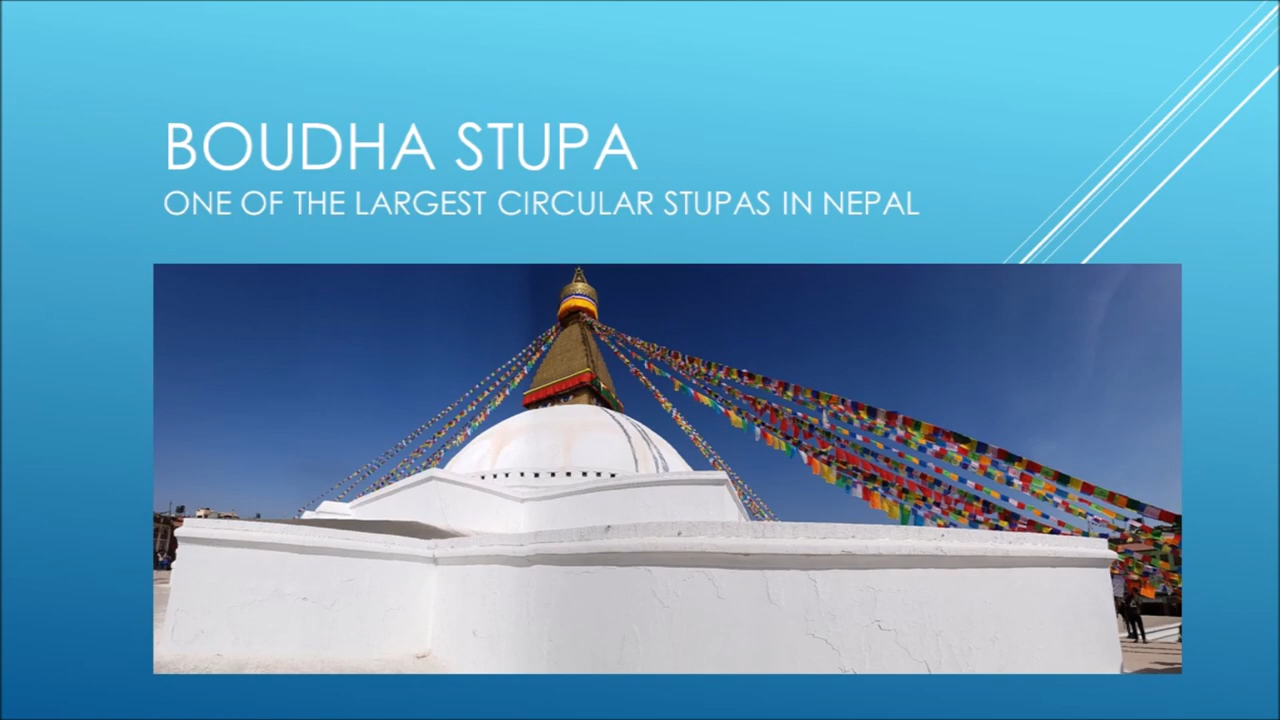 BOUDHA STUPA
ONE OF THE LARGEST CIRCULAR STUPAS IN NEPAL